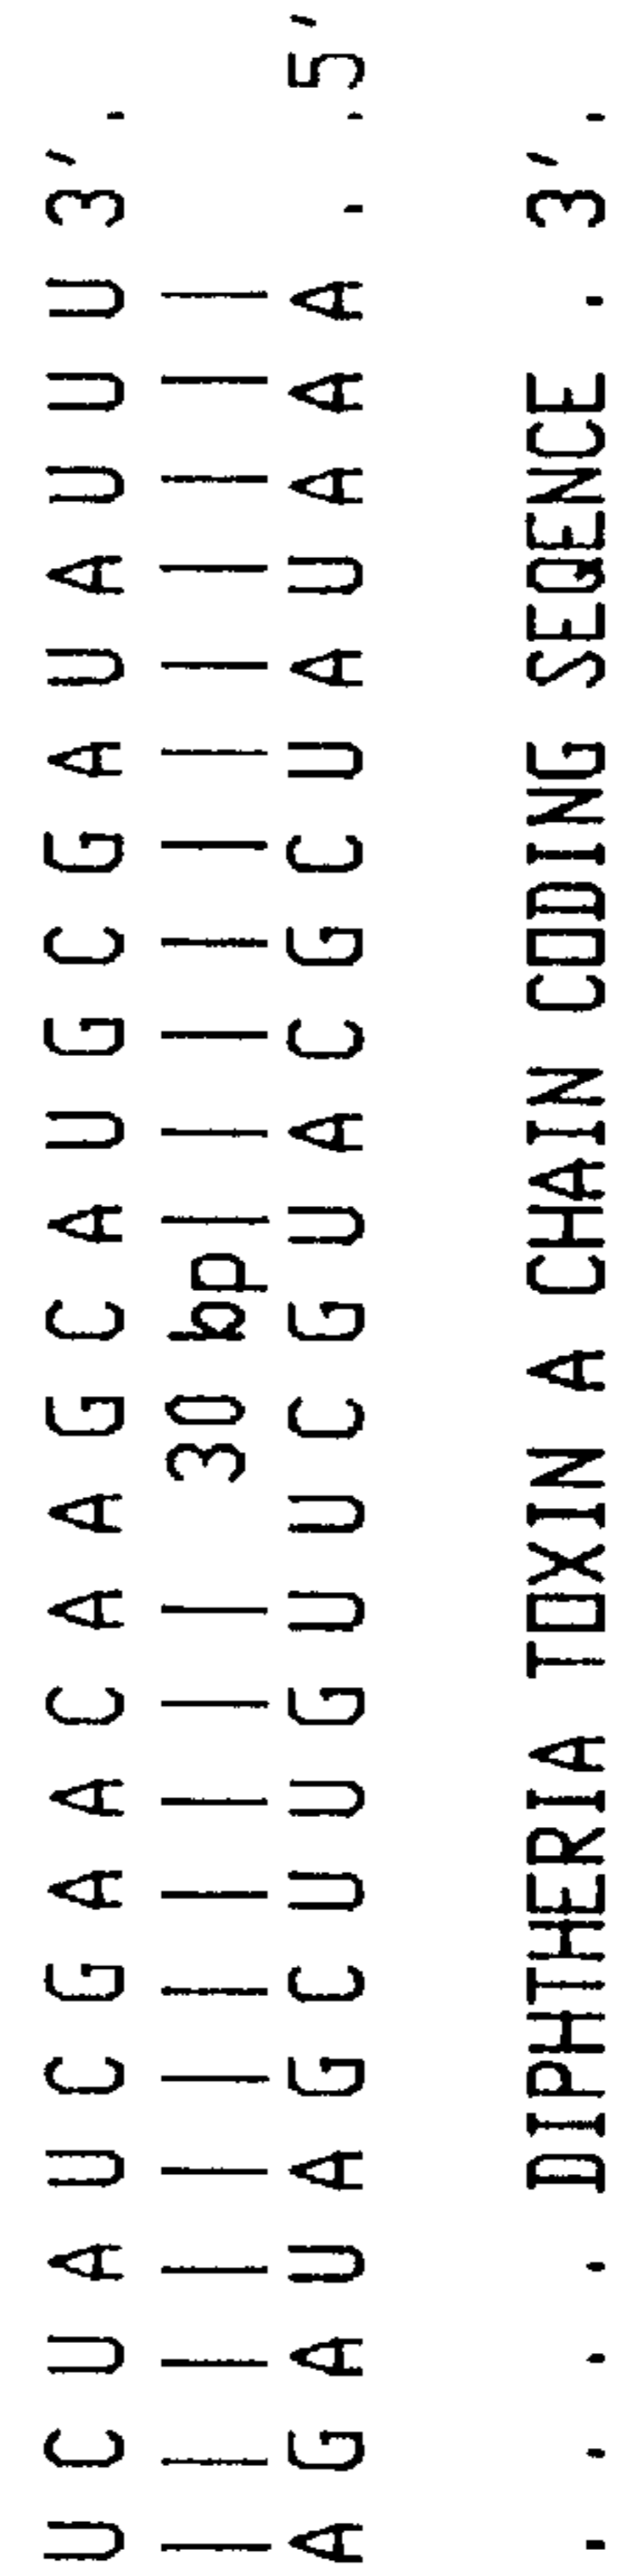 U C U A U C G A A C A A G C A U G C G A U A U U U 3'.
| | | | | | | | | | | 30 bp | | | | | | | | | | |
A G A U A G C U U G U U C G U A C G C U A U A A A . .5'
. . . . DIPHTHERIA TOXIN A CHAIN CODING SEQENCE . 3'.